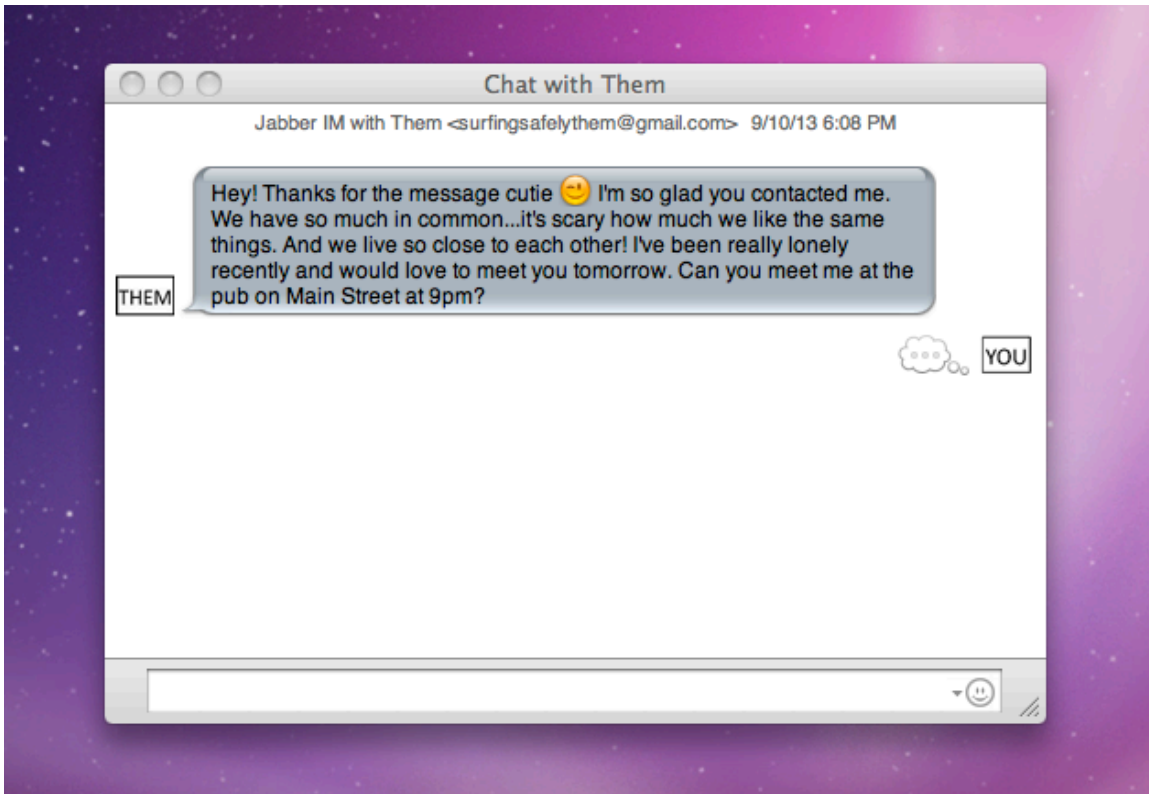 Chat with Them
Jabber IM with Them <surfingsafelythem@gmail.com> 9/10/13 6:08 PM
Hey! Thanks for the message cutie 😉 I'm so glad you contacted me.
We have so much in common...it's scary how much we like the same
things. And we live so close to each other! I've been really lonely
recently and would love to meet you tomorrow. Can you meet me at the
pub on Main Street at 9pm?
THEM
YOU